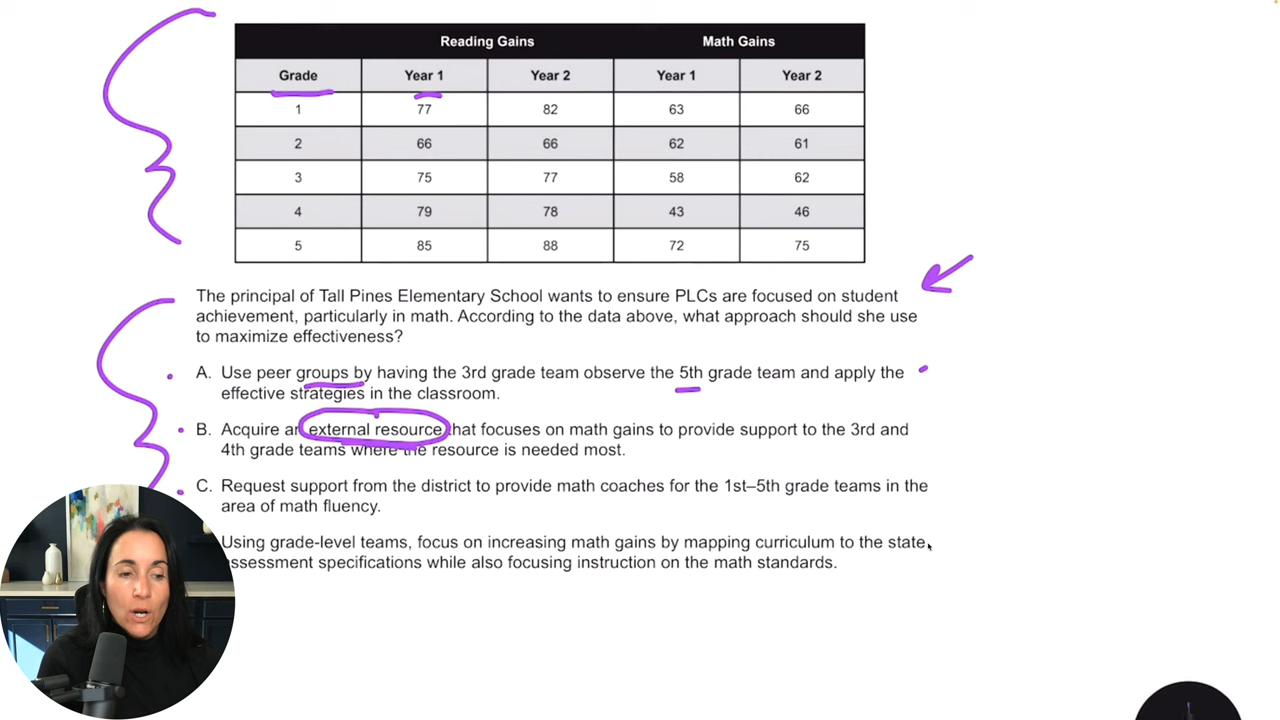 Reading Gains Math Gains
Grade Year 1 Year 2 Year 1 Year 2
1 77 82 63 66
2 66 66 62 61
3 75 77 58 62
4 79 78 43 46
5 85 88 72 75
The principal of Tall Pines Elementary School wants to ensure PLCs are focused on student
achievement, particularly in math. According to the data above, what approach should she use
to maximize effectiveness?
A. Use peer groups by having the 3rd grade team observe the 5th grade team and apply the
effective strategies in the classroom.
B. Acquire an external resource that focuses on math gains to provide support to the 3rd and
4th grade teams where the resource is needed most.
C. Request support from the district to provide math coaches for the 1st–5th grade teams in the
area of math fluency.
Using grade-level teams, focus on increasing math gains by mapping curriculum to the state
assessment specifications while also focusing instruction on the math standards.